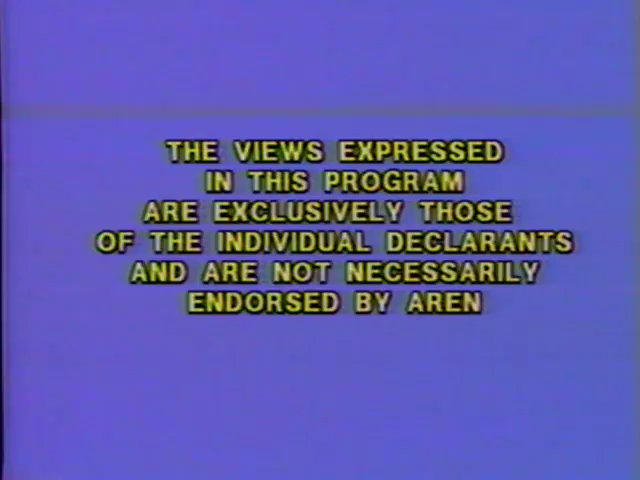 THE VIEWS EXPRESSED
IN THIS PROGRAM
ARE EXCLUSIVELY THOSE
OF THE INDIVIDUAL DECLARANTS
AND ARE NOT NECESSARILY
ENDORSED BY AREN